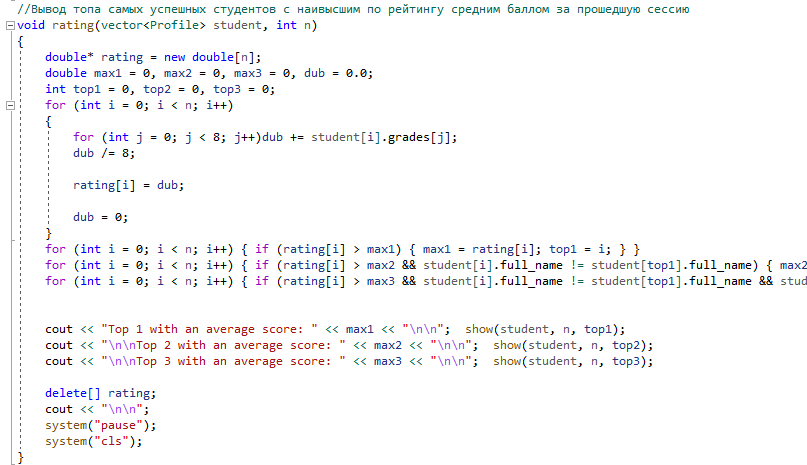 //Вывод топа самых успешных студентов с наивысшим по рейтингу средним баллом за прошедшую сессию
void rating(vector<Profile> student, int n)
{
    double* rating = new double[n];
    double max1 = 0, max2 = 0, max3 = 0, dub = 0.0;
    int top1 = 0, top2 = 0, top3 = 0;
    for (int i = 0; i < n; i++)
    {
        for (int j = 0; j < 8; j++)dub += student[i].grades[j];
        dub /= 8;
        rating[i] = dub;
        dub = 0;
    }
    for (int i = 0; i < n; i++) { if (rating[i] > max1) { max1 = rating[i]; top1 = i; } }
    for (int i = 0; i < n; i++) { if (rating[i] > max2 && student[i].full_name != student[top1].full_name) { max2
    for (int i = 0; i < n; i++) { if (rating[i] > max3 && student[i].full_name != student[top1].full_name && stud
    cout << "Top 1 with an average score: " << max1 << "\n\n";  show(student, n, top1);
    cout << "\n\nTop 2 with an average score: " << max2 << "\n\n";  show(student, n, top2);
    cout << "\n\nTop 3 with an average score: " << max3 << "\n\n";  show(student, n, top3);
    delete[] rating;
    cout << "\n\n";
    system("pause");
    system("cls");
}